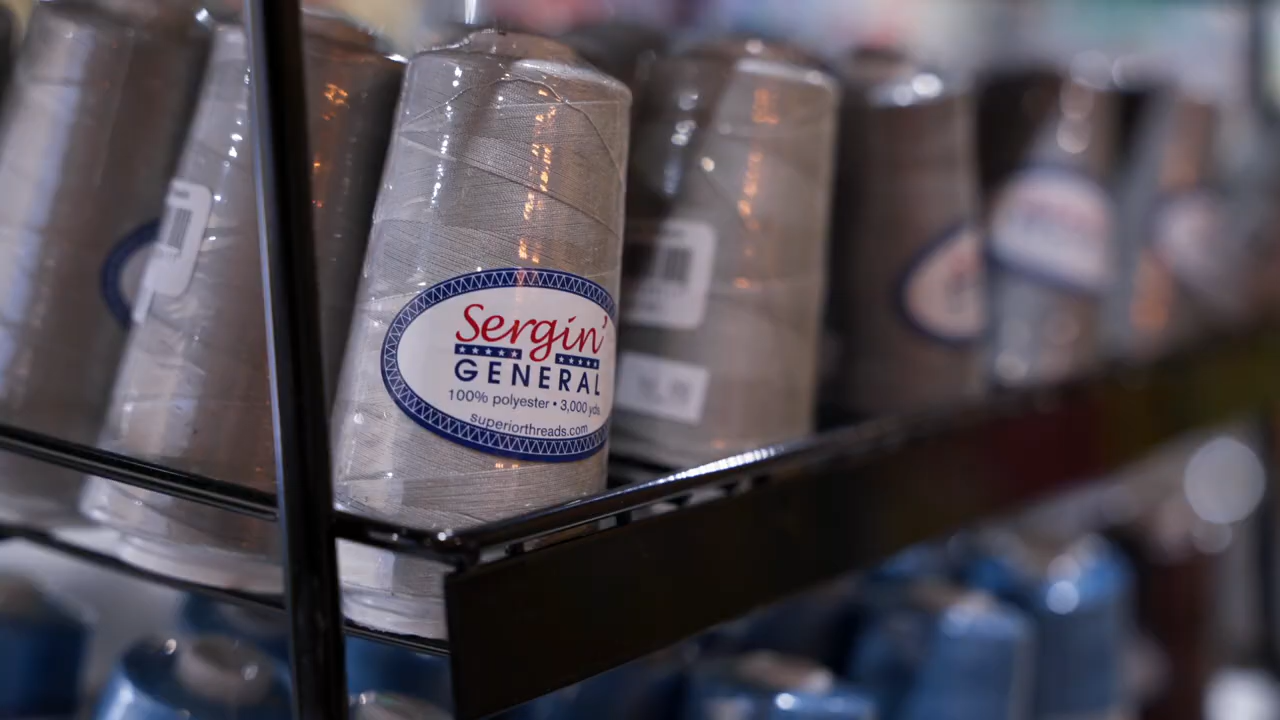 Sergin'
GENERAL
100% polyester • 3,000 yds.
superiorthreads.com